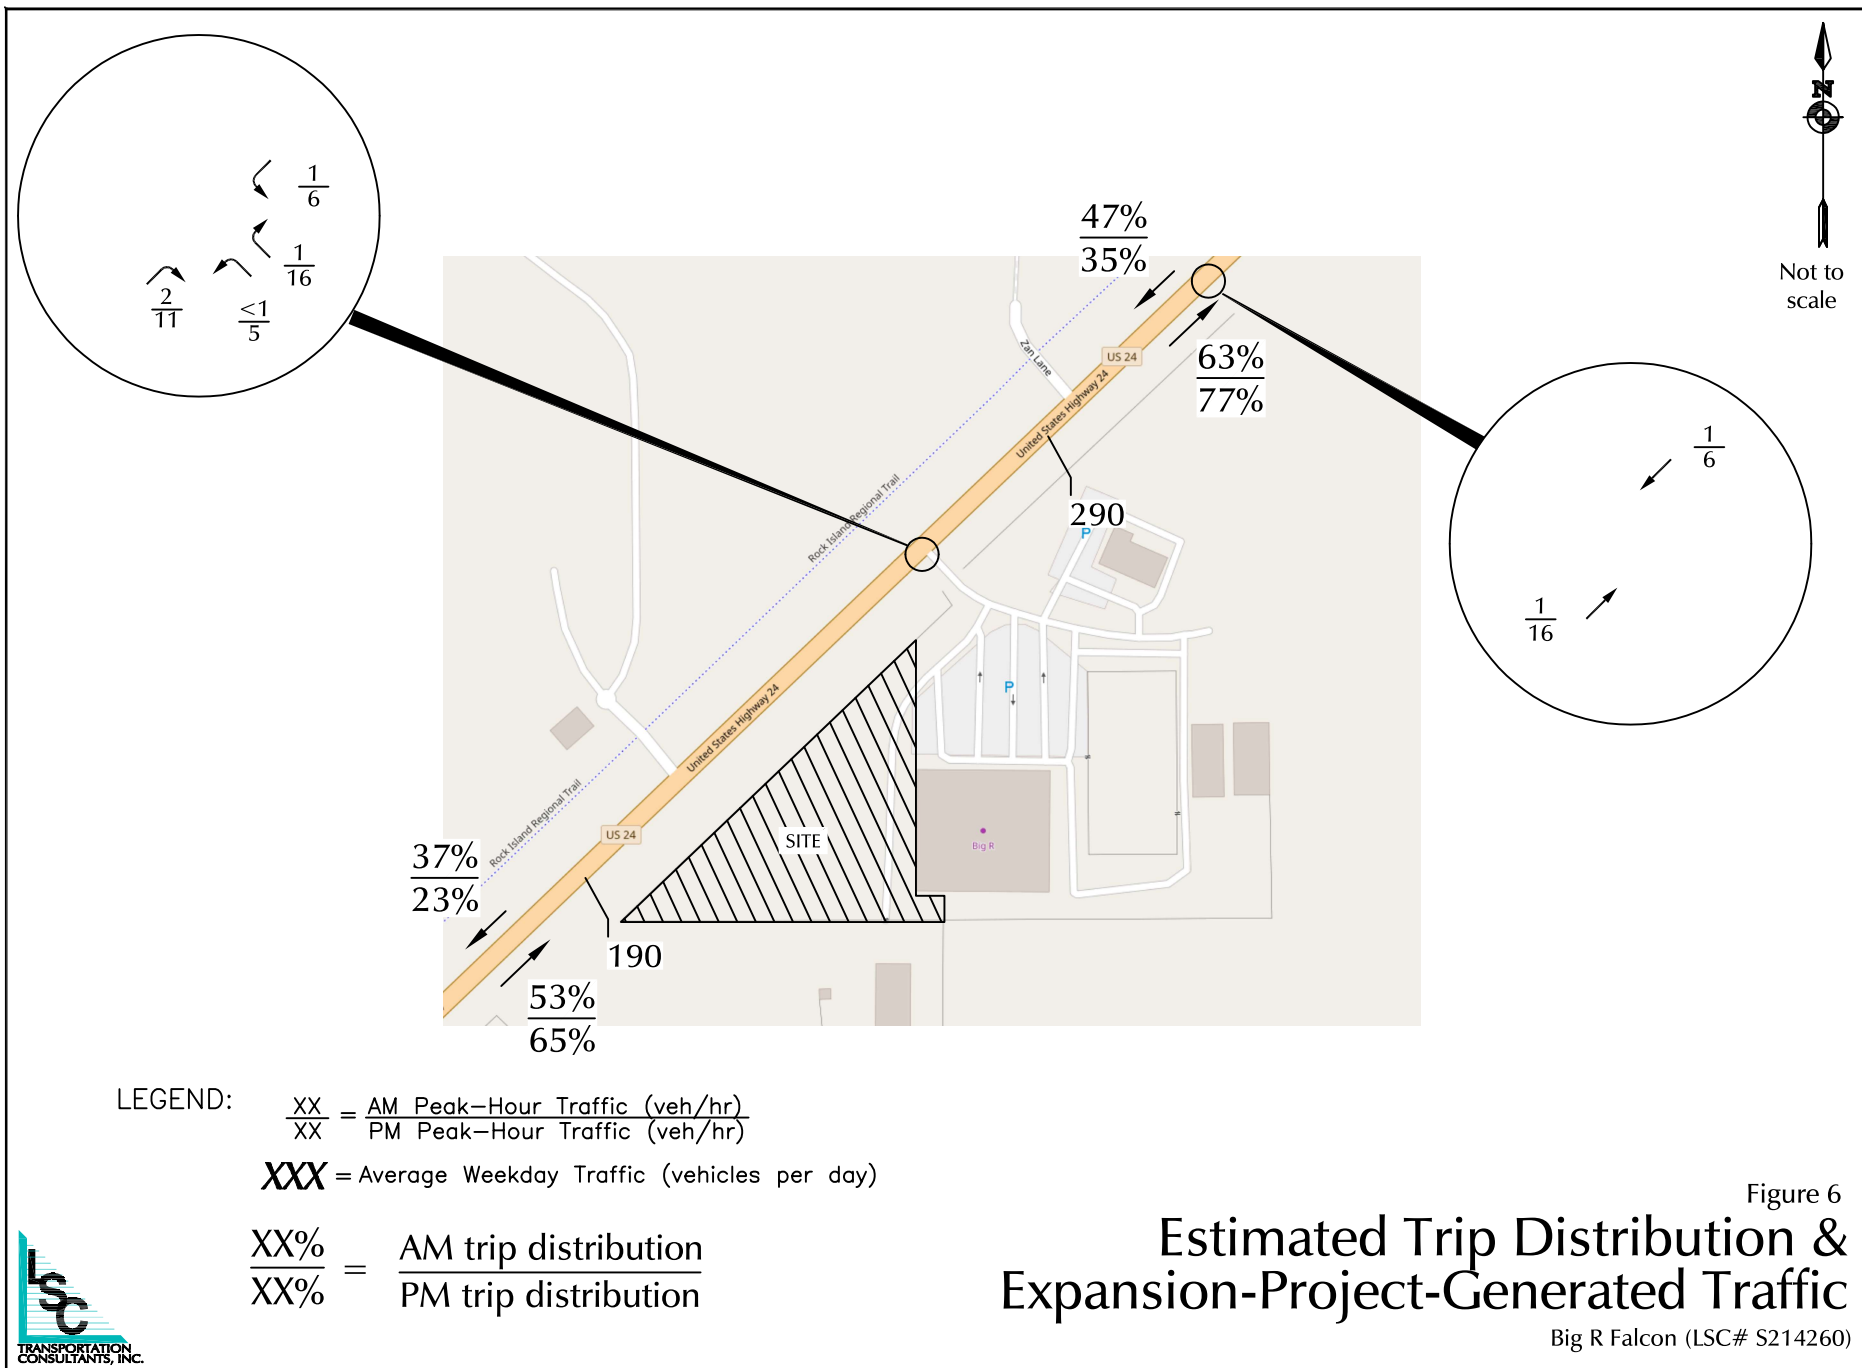 1
6
1
16
2
11
<1
5
N
Not to
scale
47%
35%
63%
77%
US 24
Zan Lane
United States Highway 24
Rock Island Regional Trail
290
P
1
6
1
16
P
United States Highway 24
SITE
Big R
Rock Island Regional Trail
US 24
37%
23%
190
53%
65%
LEGEND:
XX = AM Peak-Hour Traffic (veh/hr)
XX PM Peak-Hour Traffic (veh/hr)
XXX = Average Weekday Traffic (vehicles per day)
XX% = AM trip distribution
XX% PM trip distribution
Figure 6
Estimated Trip Distribution &
Expansion-Project-Generated Traffic
Big R Falcon (LSC# S214260)
LSC
TRANSPORTATION
CONSULTANTS, INC.